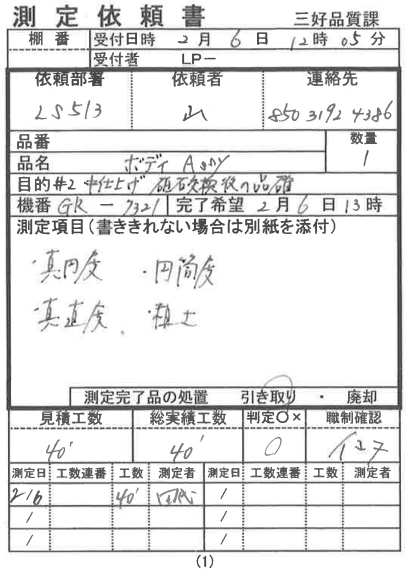 測定依頼書 三好品質課
棚番 受付日時 2月6日 12時05分
受付者 LP-
依頼部署 依頼者 連絡先
LS513 山 850 3192 4386
品番 数量
品名 ボディ Assy 1
目的 #2 中仕上げ 砥石交換後の品確
機番 GR-7321 完了希望 2月6日13時
測定項目(書ききれない場合は別紙を添付)
・真円度 ・円筒度
・真直度 ・粗さ
測定完了品の処置 引き取り ・ 廃却
見積工数 総実績工数 判定〇× 職制確認
40' 40' 〇
測定日 工数連番 工数 測定者 測定日 工数連番 工数 測定者
2/6 40' /
/ /
/ /
(1)